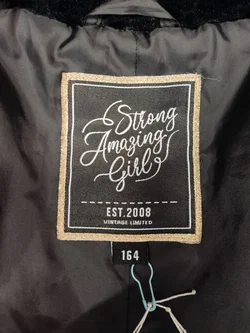 Strong
Amazing
Girl
EST.2008
VINTAGE LIMITED
164